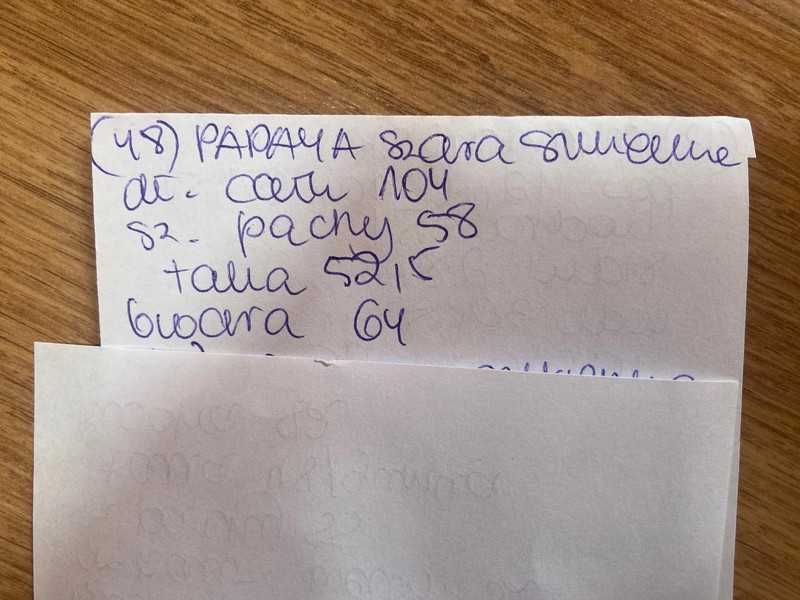 (48) PAPAYA szara sukienka
dł. całk 104
sz. pachy 58
talia 52,5
biodra 64